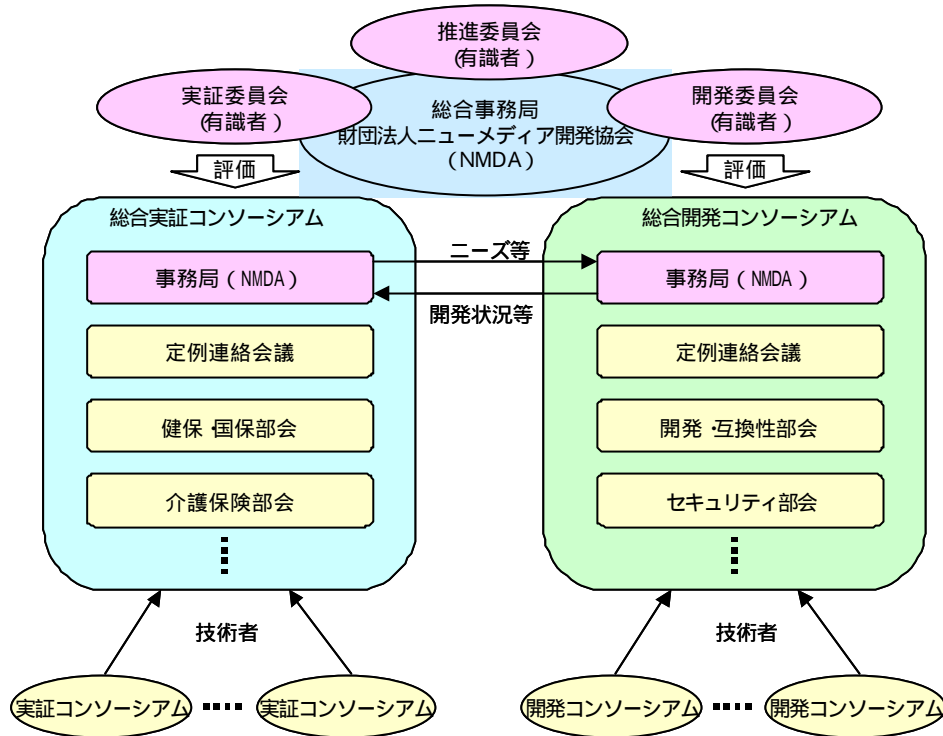 推進委員会
(有識者)
実証委員会
(有識者)
開発委員会
(有識者)
総合事務局
財団法人ニューメディア開発協会
(NMDA)
評価
評価
総合実証コンソーシアム
事務局(NMDA)
定例連絡会議
健保・国保部会
介護保険部会
ニーズ等
開発状況等
総合開発コンソーシアム
事務局(NMDA)
定例連絡会議
開発・互換性部会
セキュリティ部会
技術者
技術者
実証コンソーシアム
実証コンソーシアム
開発コンソーシアム
開発コンソーシアム